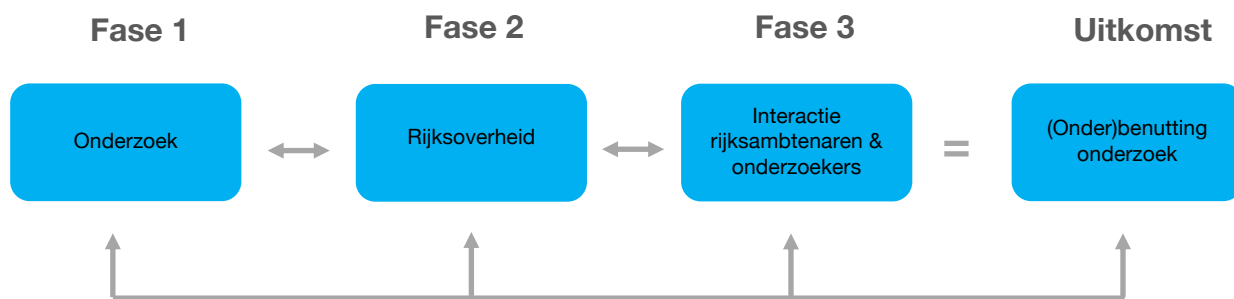 Fase 1
Fase 2
Fase 3
Uitkomst
Onderzoek
Rijksoverheid
Interactie
rijksambtenaren &
onderzoekers
=
(Onder)benutting
onderzoek